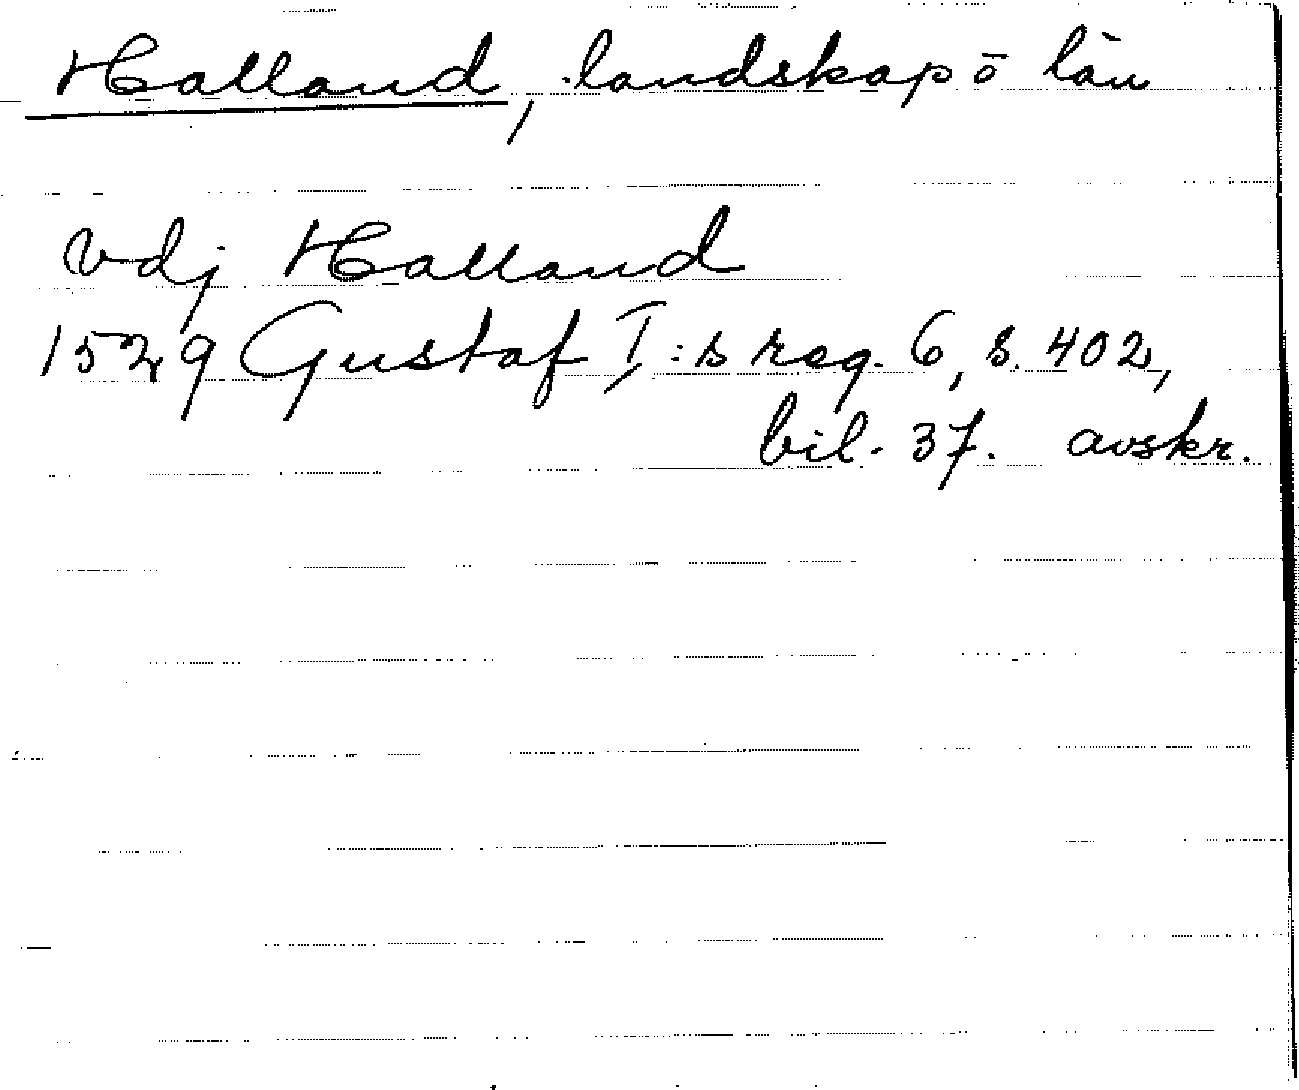 Halland, landskap o län
vdj Halland
1529 Gustaf I:s reg. 6, s. 402,
bil. 37. avskr.